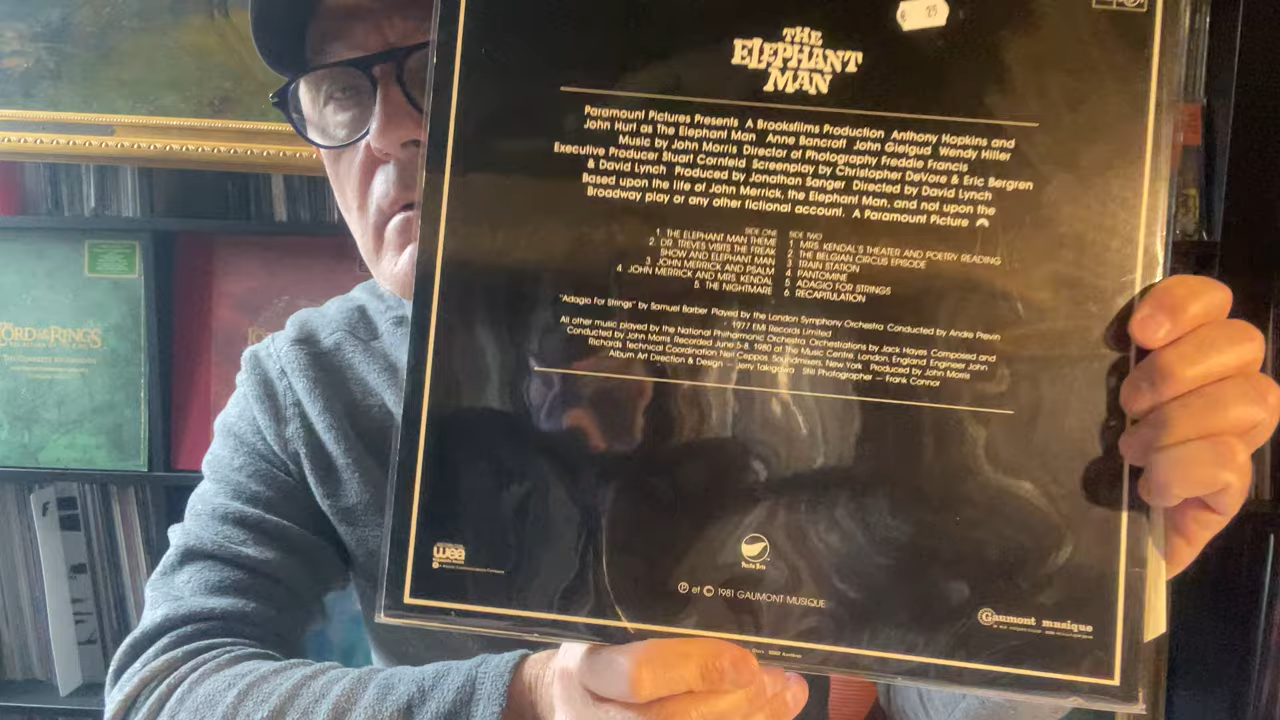 € 25
THE
ELEPHANT
MAN
Paramount Pictures Presents A Brooksfilms Production Anthony Hopkins and
John Hurt as The Elephant Man Anne Bancroft John Gielgud Wendy Hiller
Music by John Morris Director of Photography Freddie Francis
Executive Producer Stuart Cornfeld Screenplay by Christopher DeVore & Eric Bergren
& David Lynch Produced by Jonathan Sanger Directed by David Lynch
Based upon the life of John Merrick, the Elephant Man, and not upon the
Broadway play or any other fictional account. A Paramount Picture
SIDE ONE
1. THE ELEPHANT MAN THEME
2. DR. TREVES VISITS THE FREAK
SHOW AND ELEPHANT MAN
3. JOHN MERRICK AND PSALM
4. JOHN MERRICK AND MRS. KENDAL
5. THE NIGHTMARE
SIDE TWO
1. MRS. KENDAL'S THEATER AND POETRY READING
2. THE BELGIAN CIRCUS EPISODE
3. TRAIN STATION
4. PANTOMINE
5. ADAGIO FOR STRINGS
6. RECAPITULATION
"Adagio For Strings" by Samuel Barber Played by the London Symphony Orchestra Conducted by Andre Previn
1977 EMI Records Limited
All other music played by the National Philharmonic Orchestra Orchestrations by Jack Hayes Composed and
Conducted by John Morris Recorded June 5-8, 1980 at The Music Centre, London, England Engineer John
Richards Technical Coordination Neil Ceppos, Soundmixers, New York Produced by John Morris
Album Art Direction & Design – Jerry Takigawa Still Photographer – Frank Connor
wea
Pacific Arts
Ⓟ et © 1981 GAUMONT MUSIQUE
Gaumont musique
LORD OF THE RINGS
THE COMPLETE RECORDINGS